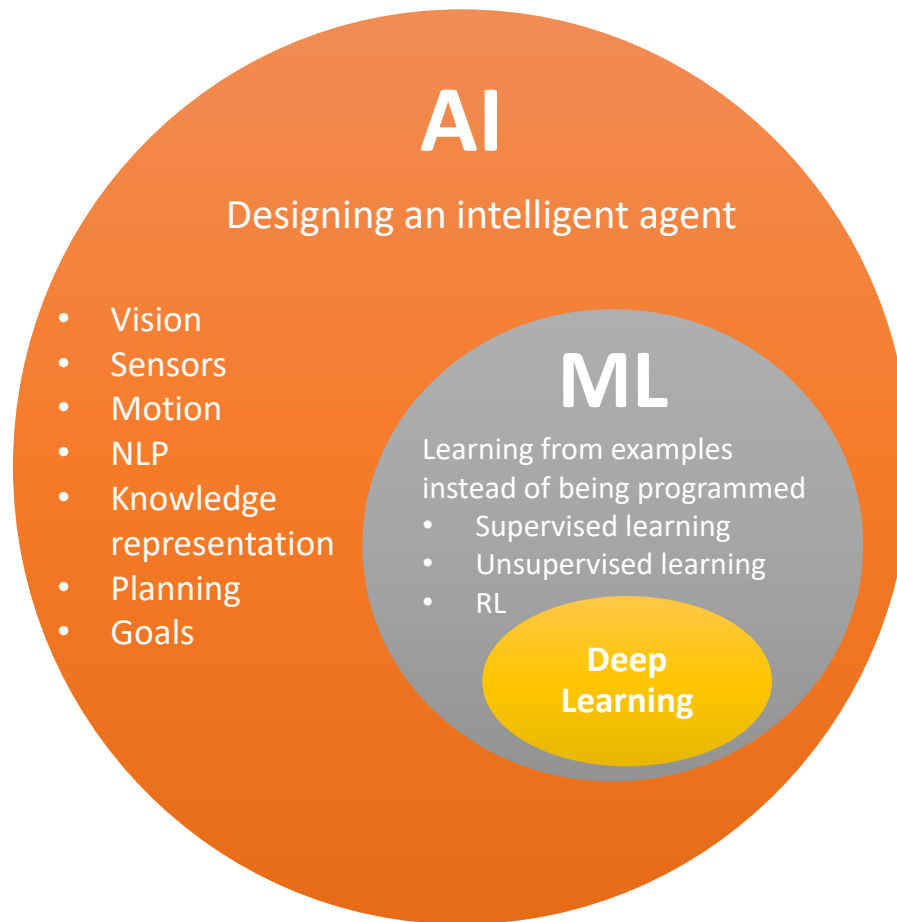 AI
Designing an intelligent agent
• Vision
• Sensors
• Motion
• NLP
• Knowledge
representation
• Planning
• Goals
ML
Learning from examples
instead of being programmed
• Supervised learning
• Unsupervised learning
• RL
Deep
Learning